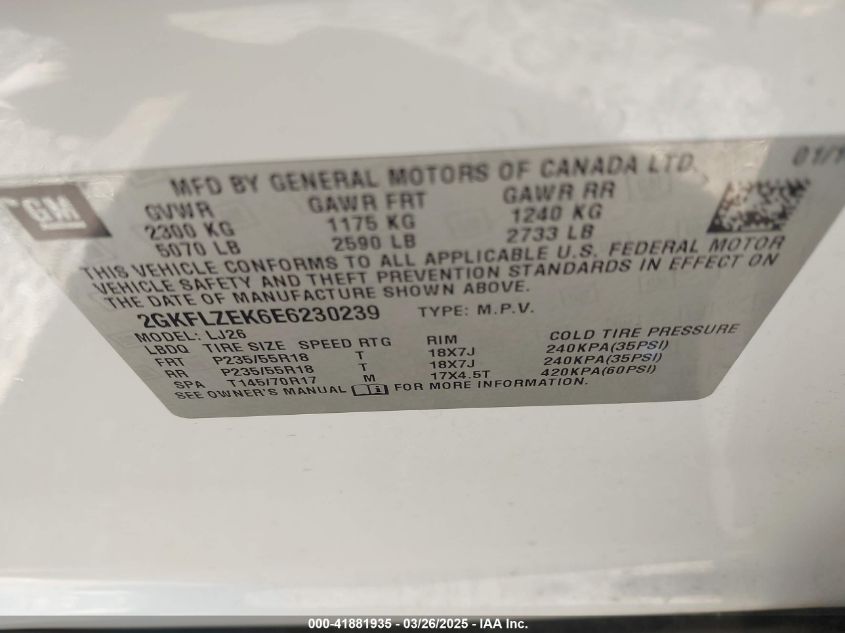 MFD BY GENERAL MOTORS OF CANADA LTD.
GM
GVWR GAWR FRT GAWR RR
2300 KG 1175 KG 1240 KG
5070 LB 2590 LB 2733 LB
THIS VEHICLE CONFORMS TO ALL APPLICABLE U.S. FEDERAL MOTOR
VEHICLE SAFETY AND THEFT PREVENTION STANDARDS IN EFFECT ON
THE DATE OF MANUFACTURE SHOWN ABOVE.
2GKFLZEK6E6230239 TYPE: M.P.V.
MODEL: LJ26
LBDQ TIRE SIZE SPEED RTG RIM COLD TIRE PRESSURE
FRT P235/55R18 T 18X7J 240KPA(35PSI)
RR P235/55R18 T 18X7J 240KPA(35PSI)
SPA T145/70R17 M 17X4.5T 420KPA(60PSI)
SEE OWNER'S MANUAL FOR MORE INFORMATION.
000-41881935 - 03/26/2025 - IAA Inc.